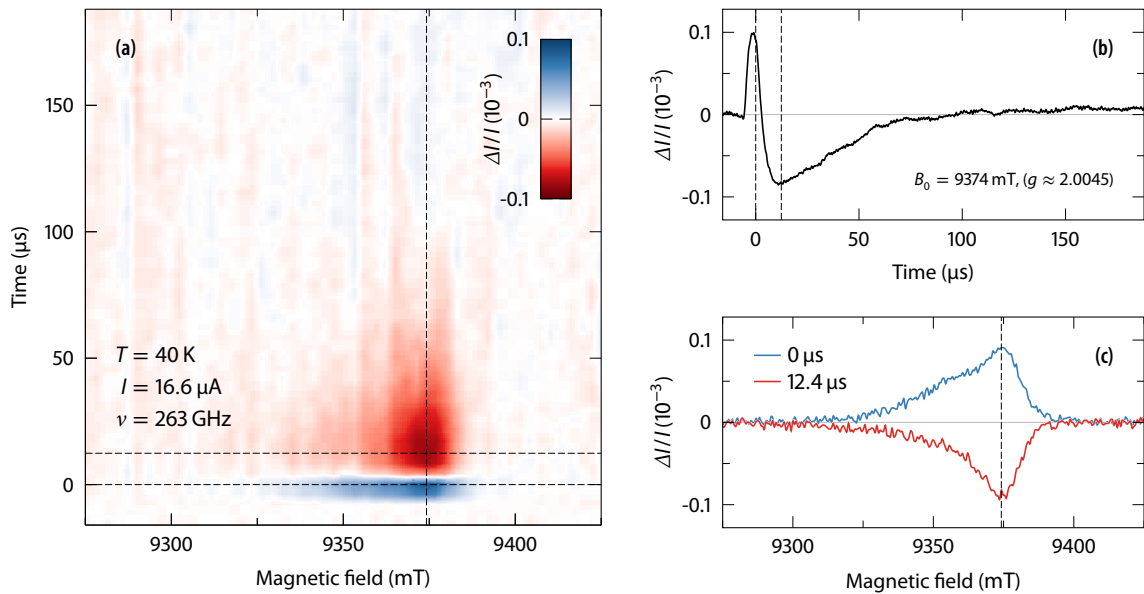 (a)
0.1
0
-0.1
ΔI/I (10⁻³)
T = 40 K
I = 16.6 µA
ν = 263 GHz
150
100
50
0
Time (µs)
9300
9350
9400
Magnetic field (mT)
(b)
0.1
0
-0.1
ΔI/I (10⁻³)
B₀ = 9374 mT, (g ≈ 2.0045)
0
50
100
150
Time (µs)
(c)
0.1
0
-0.1
ΔI/I (10⁻³)
0 µs
12.4 µs
9300
9350
9400
Magnetic field (mT)